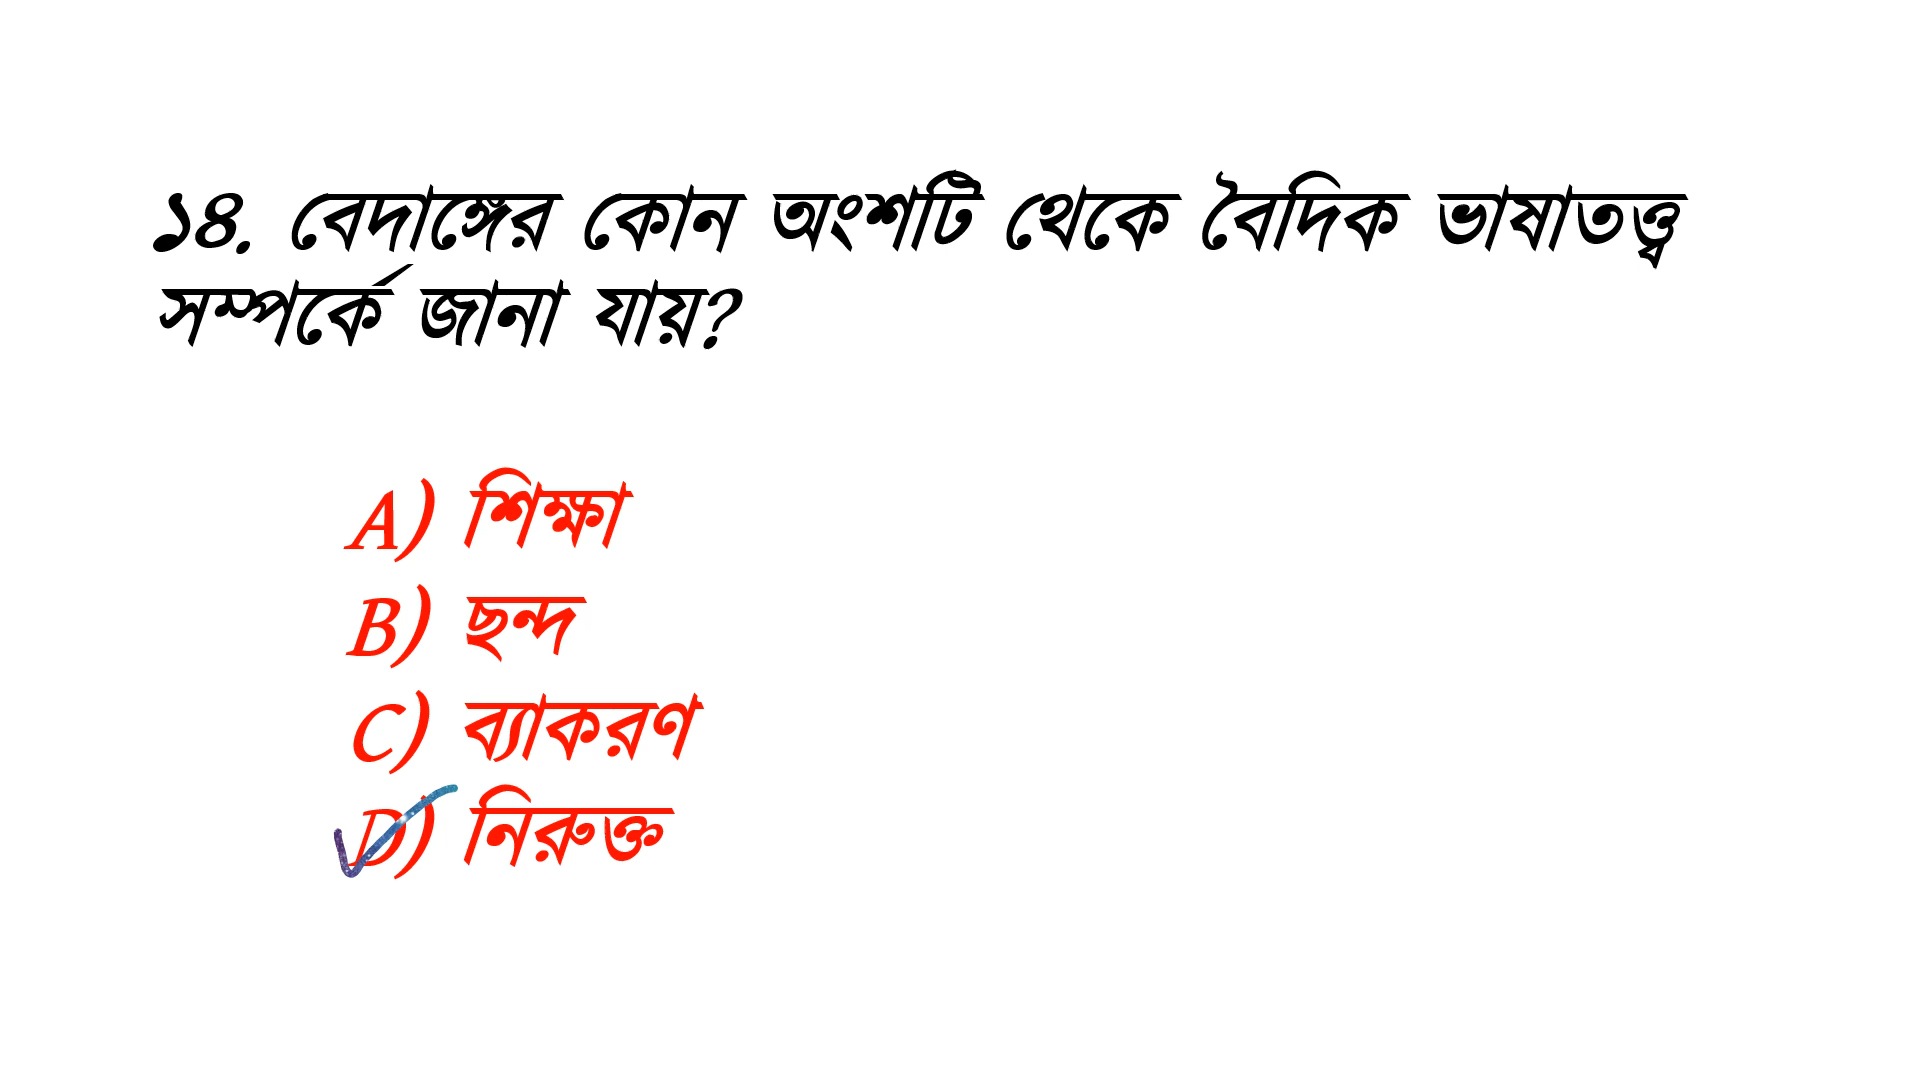 ১৪. বেদাঙ্গের কোন অংশটি থেকে বৈদিক ভাষাতত্ত্ব
সম্পর্কে জানা যায়?
A) শিক্ষা
B) ছন্দ
C) ব্যাকরণ
D) নিরুক্ত